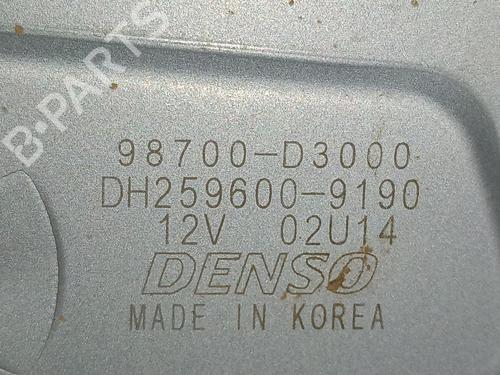 B-PARTS
98700-D3000
DH259600-9190
12V 02U14
DENSO
MADE IN KOREA